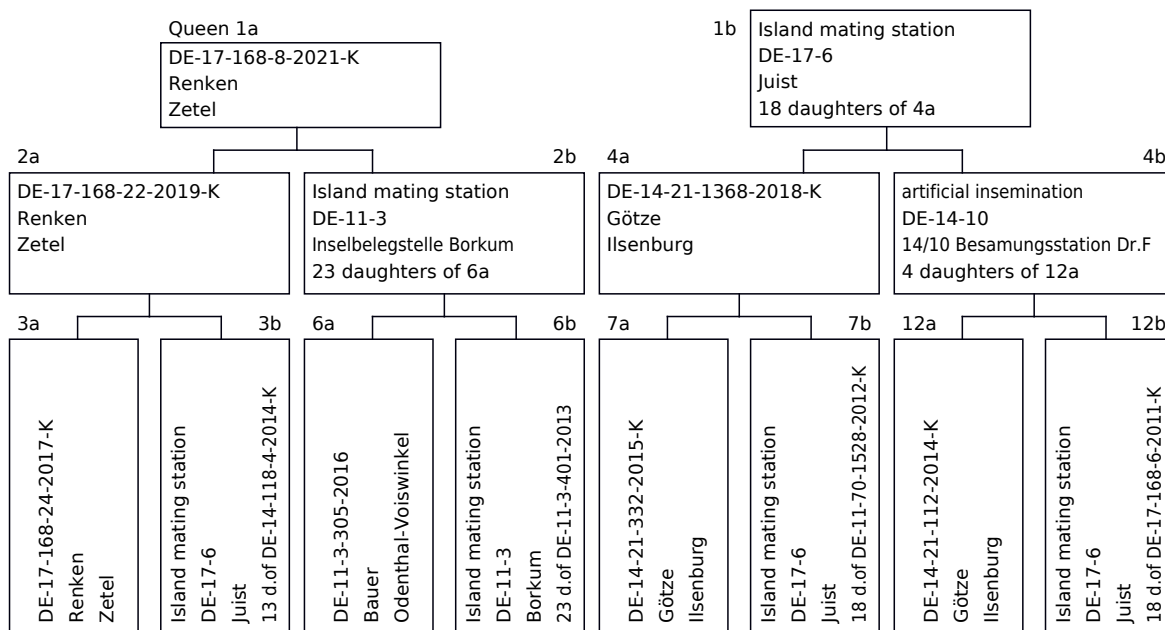 Queen 1a
DE-17-168-8-2021-K
Renken
Zetel
1b
Island mating station
DE-17-6
Juist
18 daughters of 4a
2a
DE-17-168-22-2019-K
Renken
Zetel
2b
Island mating station
DE-11-3
Inselbelegstelle Borkum
23 daughters of 6a
4a
DE-14-21-1368-2018-K
Götze
Ilsenburg
4b
artificial insemination
DE-14-10
14/10 Besamungsstation Dr.F
4 daughters of 12a
3a
DE-17-168-24-2017-K
Renken
Zetel
3b
Island mating station
DE-17-6
Juist
13 d.of DE-14-118-4-2014-K
6a
DE-11-3-305-2016
Bauer
Odenthal-Voiswinkel
6b
Island mating station
DE-11-3
Borkum
23 d.of DE-11-3-401-2013
7a
DE-14-21-332-2015-K
Götze
Ilsenburg
7b
Island mating station
DE-17-6
Juist
18 d.of DE-11-70-1528-2012-K
12a
DE-14-21-112-2014-K
Götze
Ilsenburg
12b
Island mating station
DE-17-6
Juist
18 d.of DE-17-168-6-2011-K